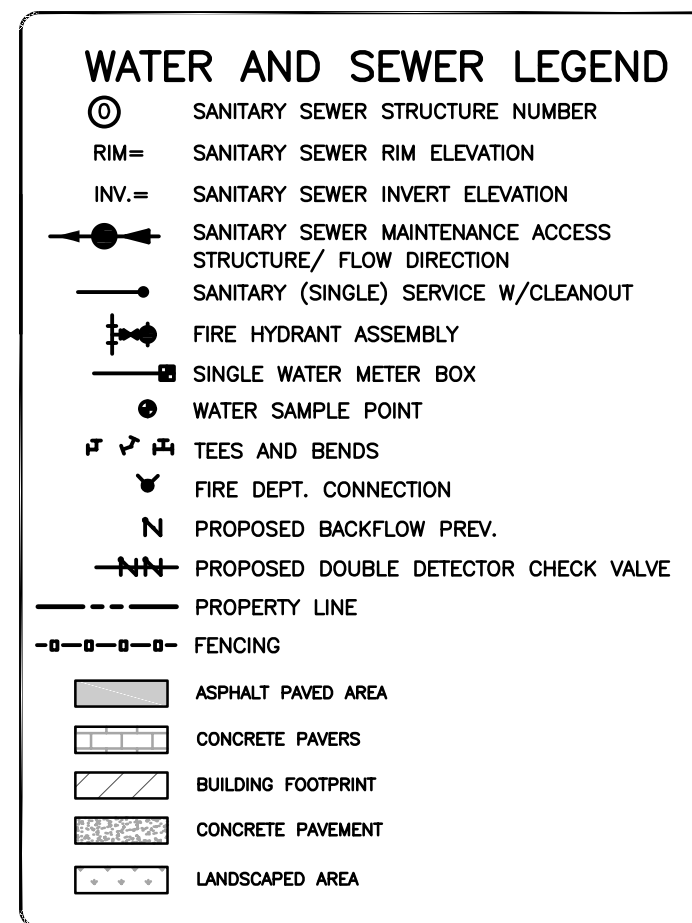 WATER AND SEWER LEGEND
0 SANITARY SEWER STRUCTURE NUMBER
RIM= SANITARY SEWER RIM ELEVATION
INV.= SANITARY SEWER INVERT ELEVATION
SANITARY SEWER MAINTENANCE ACCESS
STRUCTURE/ FLOW DIRECTION
SANITARY (SINGLE) SERVICE W/CLEANOUT
FIRE HYDRANT ASSEMBLY
SINGLE WATER METER BOX
WATER SAMPLE POINT
TEES AND BENDS
FIRE DEPT. CONNECTION
N PROPOSED BACKFLOW PREV.
NN PROPOSED DOUBLE DETECTOR CHECK VALVE
PROPERTY LINE
FENCING
ASPHALT PAVED AREA
CONCRETE PAVERS
BUILDING FOOTPRINT
CONCRETE PAVEMENT
LANDSCAPED AREA